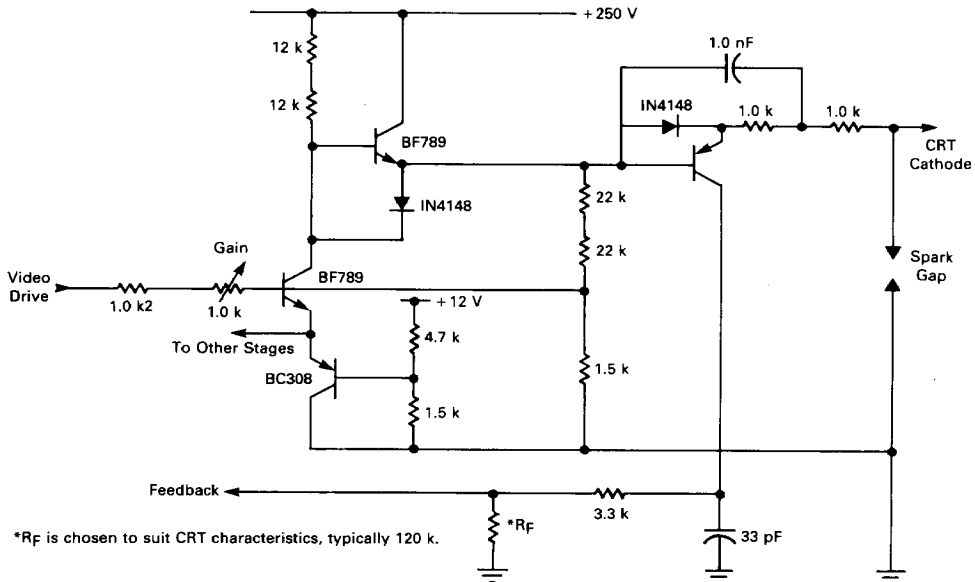 +250 V
12 k
12 k
BF789
IN4148
1.0 nF
IN4148
1.0 k
1.0 k
CRT
Cathode
22 k
22 k
Gain
BF789
Video
Drive
1.0 k2
1.0 k
+12 V
To Other Stages
4.7 k
BC308
1.5 k
1.5 k
Spark
Gap
Feedback
3.3 k
*RF
33 pF
*RF is chosen to suit CRT characteristics, typically 120 k.